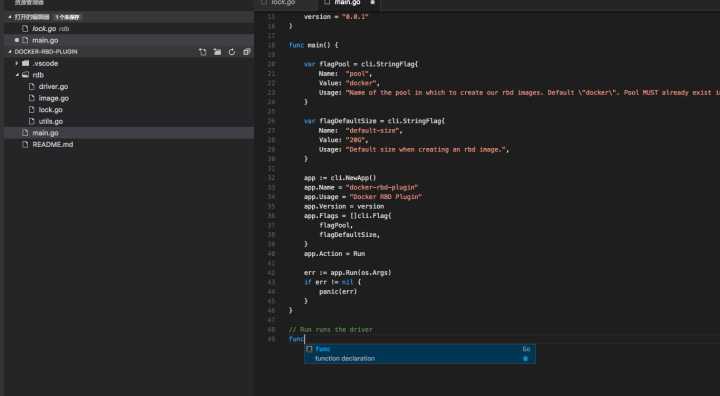 资源管理器
打开的编辑器 1 个未保存
lock.go rdb
main.go
DOCKER-RBD-PLUGIN
.vscode
rdb
driver.go
image.go
lock.go
utils.go
main.go
README.md
lock.go
main.go
15 version = "0.0.1"
16 }
17
18 func main() {
19
20 var flagPool = cli.StringFlag{
21 Name: "pool",
22 Value: "docker",
23 Usage: "Name of the pool in which to create our rbd images. Default \"docker\". Pool MUST already exist i
24 }
25
26 var flagDefaultSize = cli.StringFlag{
27 Name: "default-size",
28 Value: "20G",
29 Usage: "Default size when creating an rbd image.",
30 }
31
32 app := cli.NewApp()
33 app.Name = "docker-rbd-plugin"
34 app.Usage = "Docker RBD Plugin"
35 app.Version = version
36 app.Flags = []cli.Flag{
37 flagPool,
38 flagDefaultSize,
39 }
40 app.Action = Run
41
42 err := app.Run(os.Args)
43 if err != nil {
44 panic(err)
45 }
46 }
47
48 // Run runs the driver
49 func
func Go
function declaration